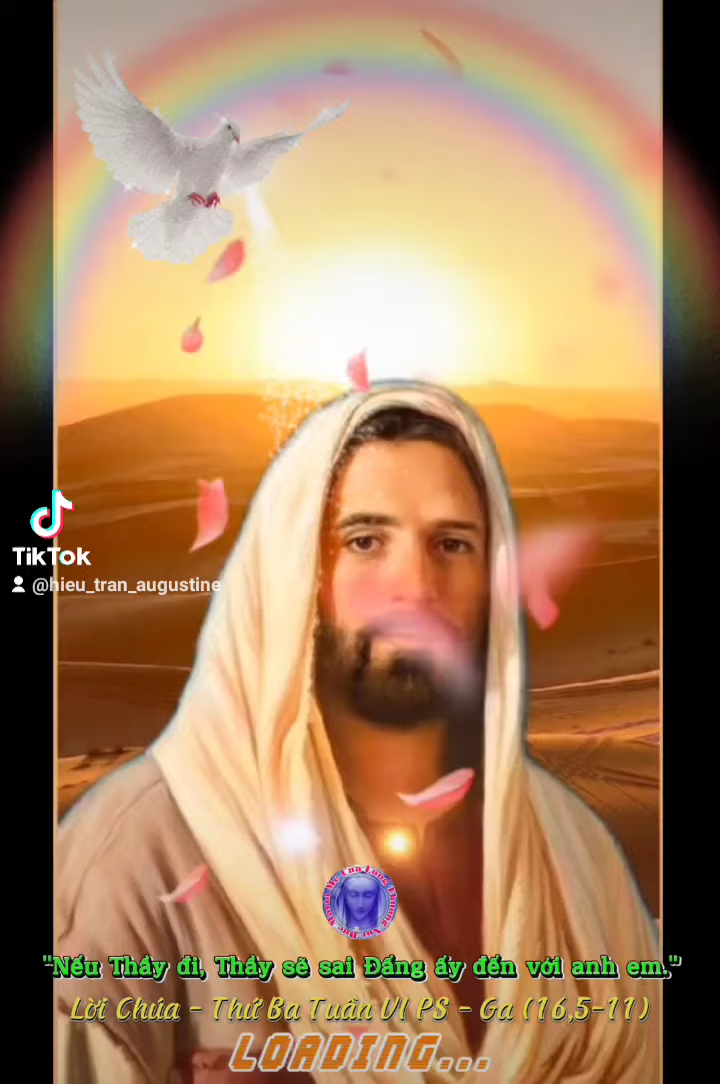 TikTok
@hieu_tran_augustine
"Nếu Thầy đi, Thầy sẽ sai Đấng ấy đến với anh em."
Lời Chúa - Thứ Ba Tuần VI PS - Ga (16,5-11)
LOADING...